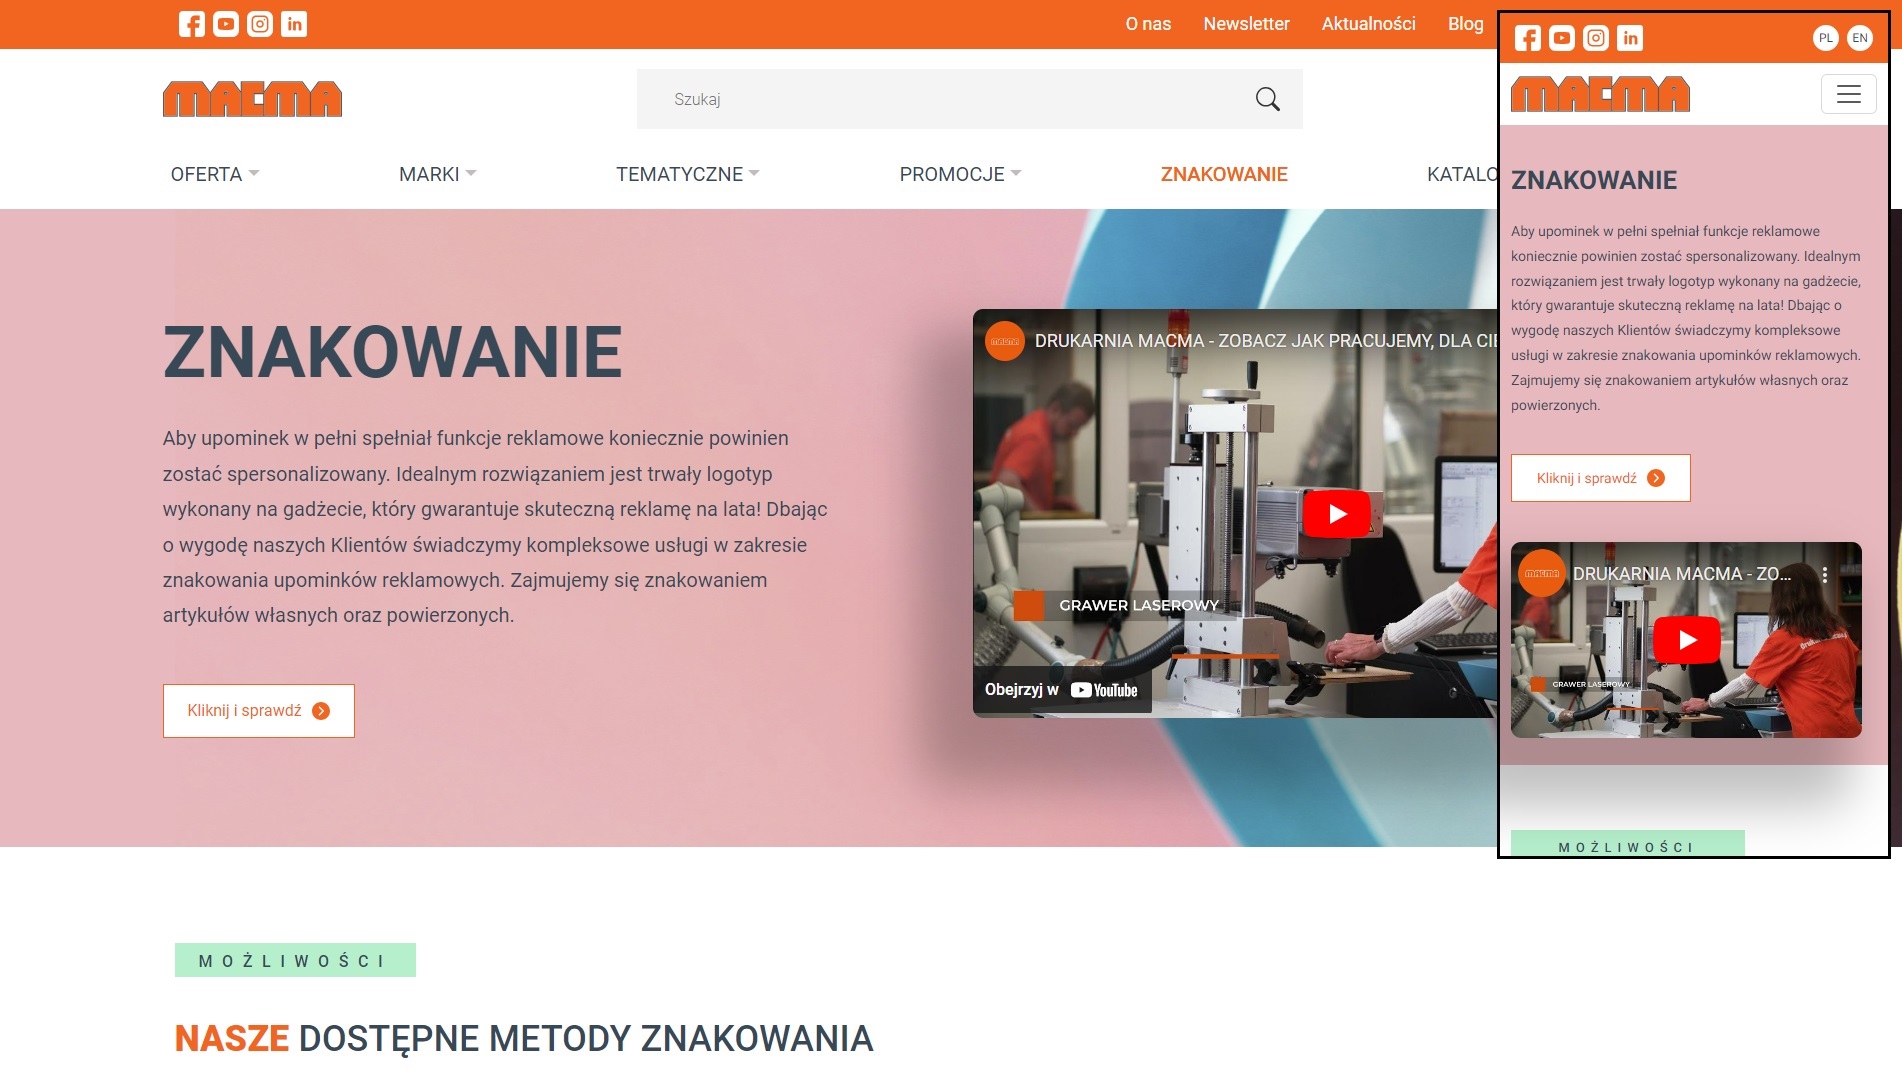 O nas Newsletter Aktualności Blog
MACMA
Szukaj
OFERTA MARKI TEMATYCZNE PROMOCJE ZNAKOWANIE KATALO
ZNAKOWANIE
Aby upominek w pełni spełniał funkcje reklamowe koniecznie powinien
zostać spersonalizowany. Idealnym rozwiązaniem jest trwały logotyp
wykonany na gadżecie, który gwarantuje skuteczną reklamę na lata! Dbając
o wygodę naszych Klientów świadczymy kompleksowe usługi w zakresie
znakowania upominków reklamowych. Zajmujemy się znakowaniem
artykułów własnych oraz powierzonych.
Kliknij i sprawdź
MACMA DRUKARNIA MACMA - ZOBACZ JAK PRACUJEMY, DLA CIE
GRAWER LASEROWY
Obejrzyj w YouTube
MOŻLIWOŚCI
NASZE DOSTĘPNE METODY ZNAKOWANIA
PL EN
MACMA
ZNAKOWANIE
Aby upominek w pełni spełniał funkcje reklamowe
koniecznie powinien zostać spersonalizowany. Idealnym
rozwiązaniem jest trwały logotyp wykonany na gadżecie,
który gwarantuje skuteczną reklamę na lata! Dbając o
wygodę naszych Klientów świadczymy kompleksowe
usługi w zakresie znakowania upominków reklamowych.
Zajmujemy się znakowaniem artykułów własnych oraz
powierzonych.
Kliknij i sprawdź
MACMA DRUKARNIA MACMA - ZO...
GRAWER LASEROWY
MOŻLIWOŚCI